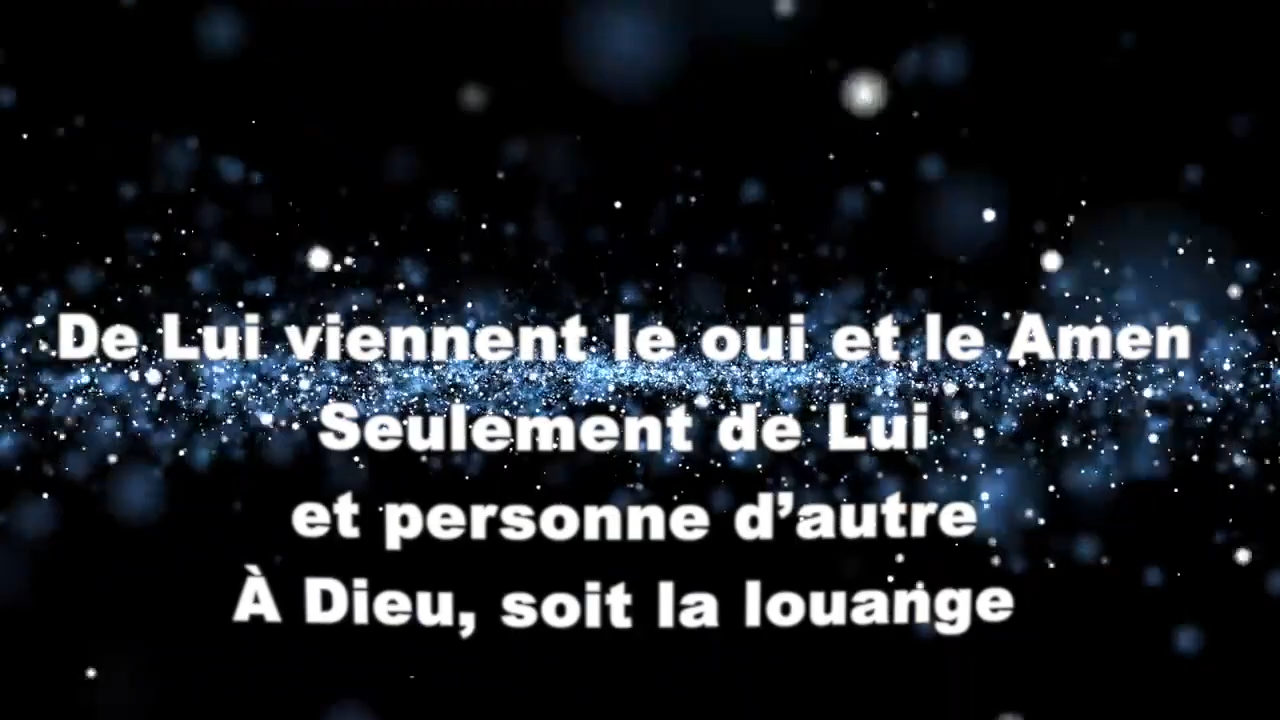 De Lui viennent le oui et le Amen
Seulement de Lui
et personne d’autre
À Dieu, soit la louange